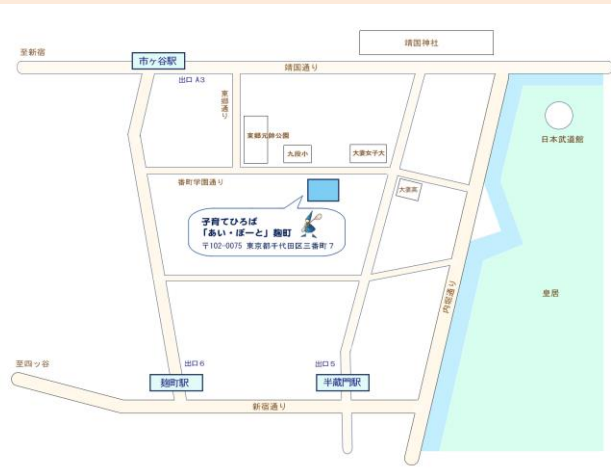 靖国神社
至新宿
市ヶ谷駅
靖国通り
出口 A3
東郷通り
日本武道館
東郷元帥公園
九段小
大妻女子大
番町学園通り
大妻高
子育てひろば
「あい・ぽーと」麹町
〒102-0075 東京都千代田区三番町7
内堀通り
皇居
至四ッ谷
出口6
出口5
麹町駅
半蔵門駅
新宿通り